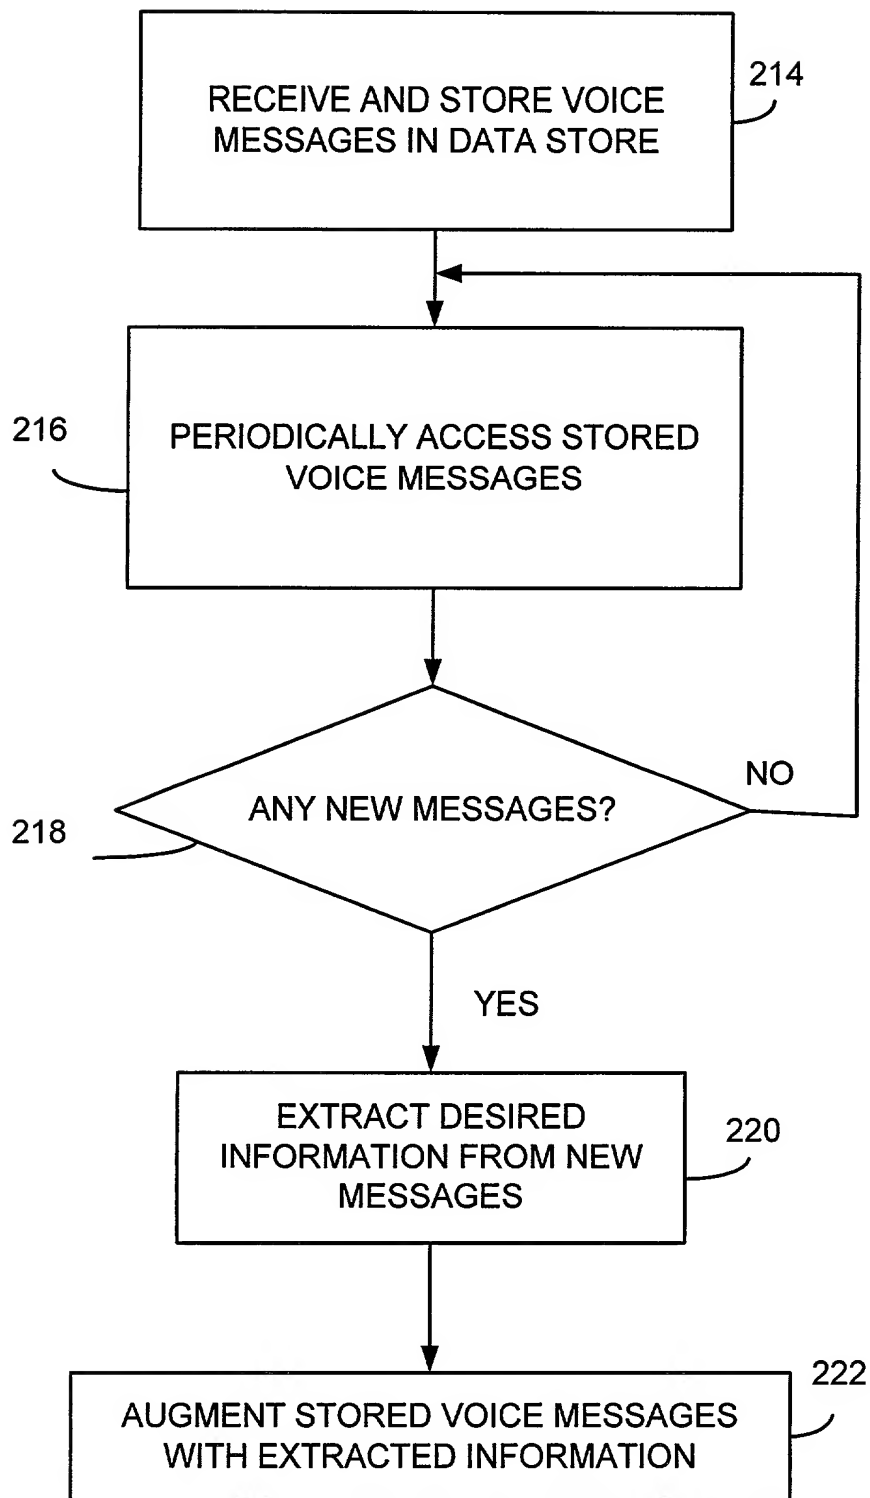 214
RECEIVE AND STORE VOICE
MESSAGES IN DATA STORE
216
PERIODICALLY ACCESS STORED
VOICE MESSAGES
NO
ANY NEW MESSAGES?
218
YES
EXTRACT DESIRED
INFORMATION FROM NEW
MESSAGES
220
222
AUGMENT STORED VOICE MESSAGES
WITH EXTRACTED INFORMATION